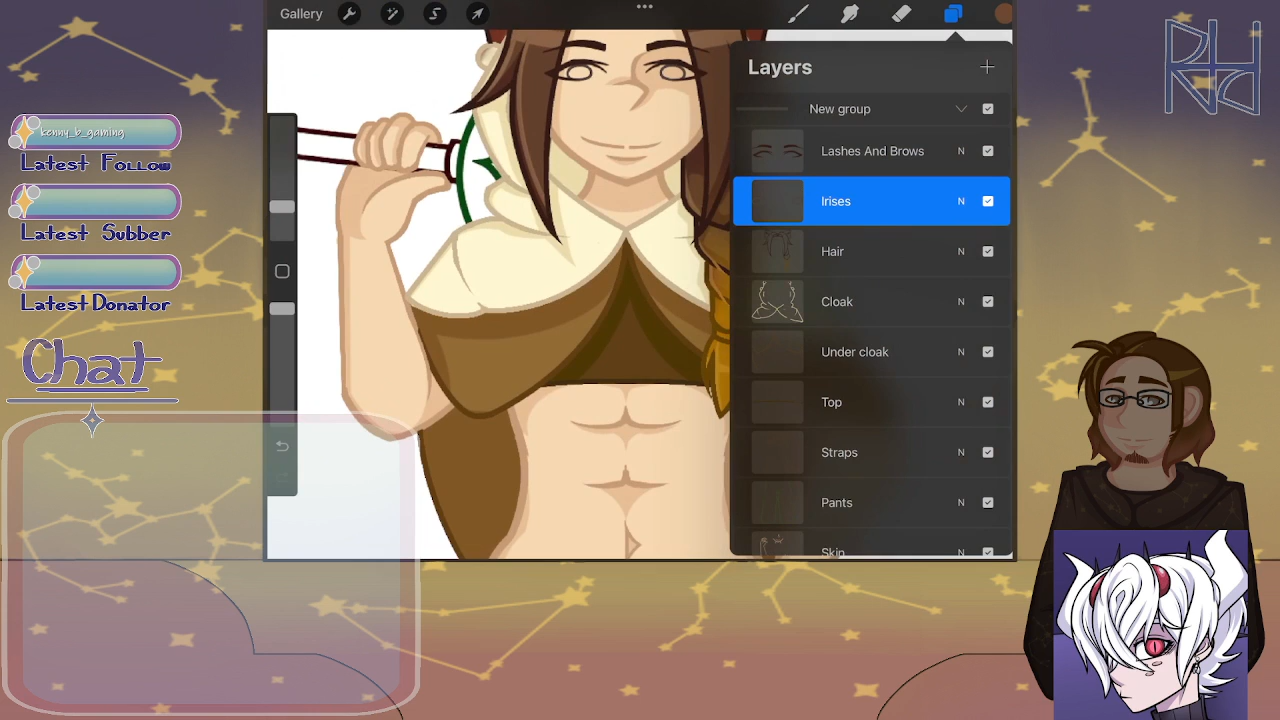 Gallery
Layers
New group
Lashes And Brows N
Irises N
Hair N
Cloak N
Under cloak N
Top N
Straps N
Pants N
Skin N
kenny_b_gaming
Latest Follow
Latest Subber
Latest Donator
Chat